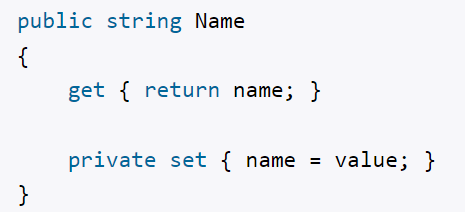 public string Name
{
    get { return name; }
    private set { name = value; }
}